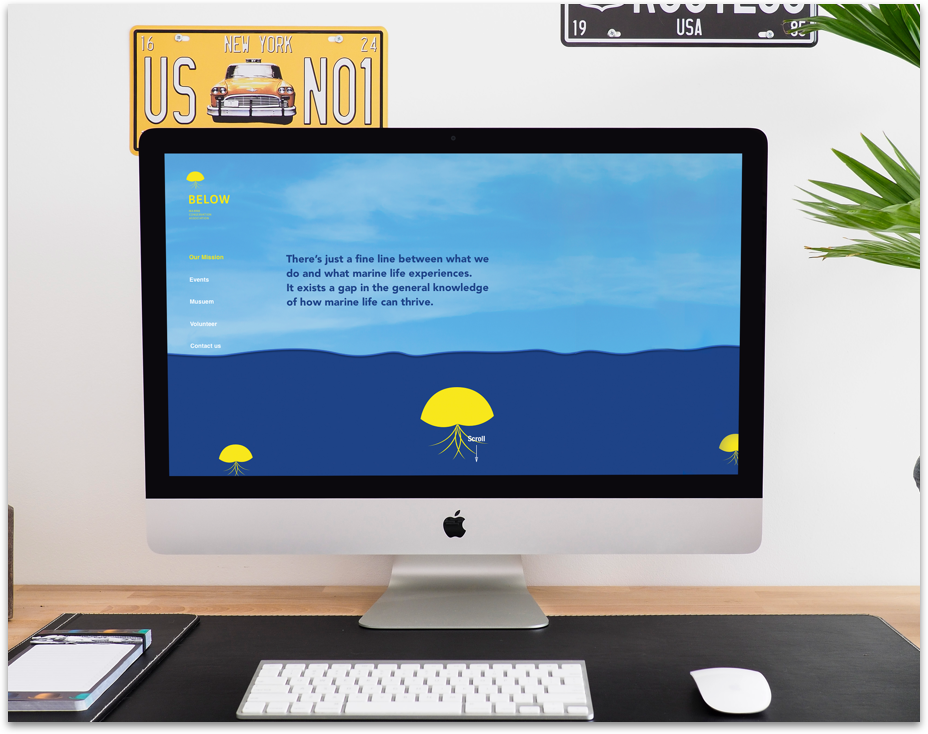 16 NEW YORK 24
US NO1
19 USA
BELOW
Our Mission
Events
Musuem
Volunteer
Contact us
There's just a fine line between what we
do and what marine life experiences.
It exists a gap in the general knowledge
of how marine life can thrive.
Scroll